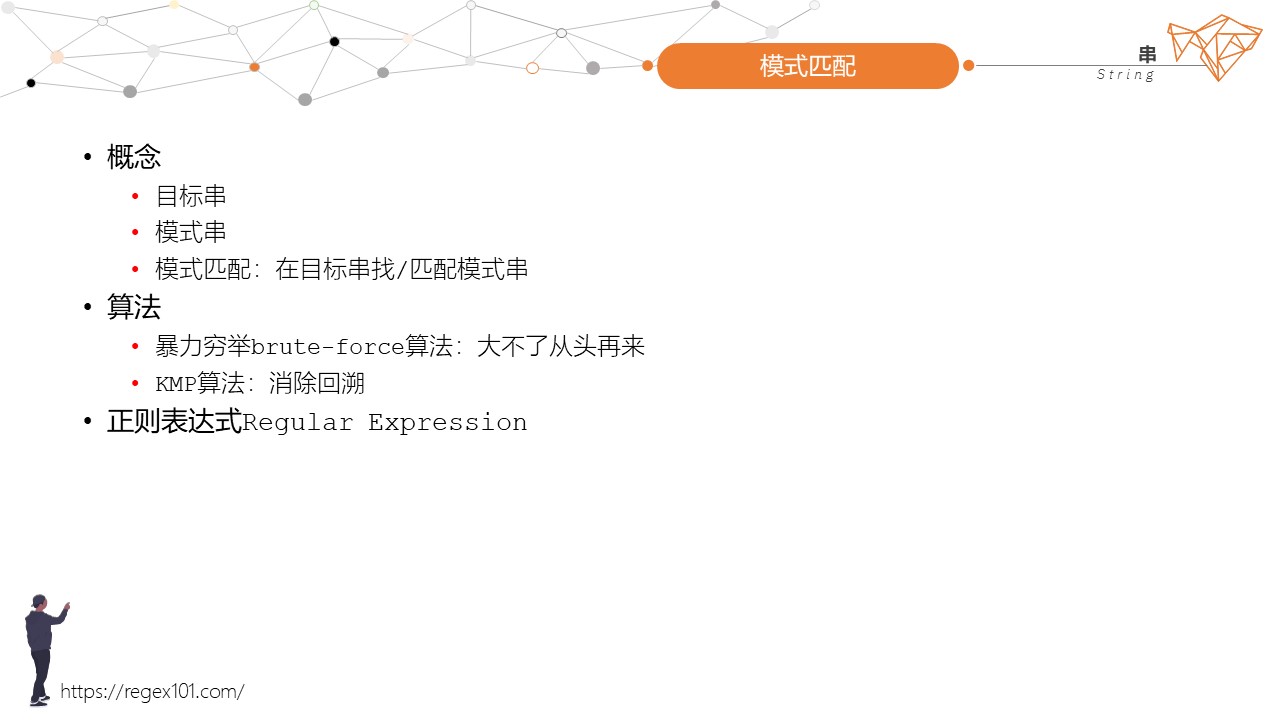 模式匹配
串
String
• 概念
• 目标串
• 模式串
• 模式匹配：在目标串找/匹配模式串
• 算法
• 暴力穷举brute-force算法：大不了从头再来
• KMP算法：消除回溯
• 正则表达式Regular Expression
https://regex101.com/